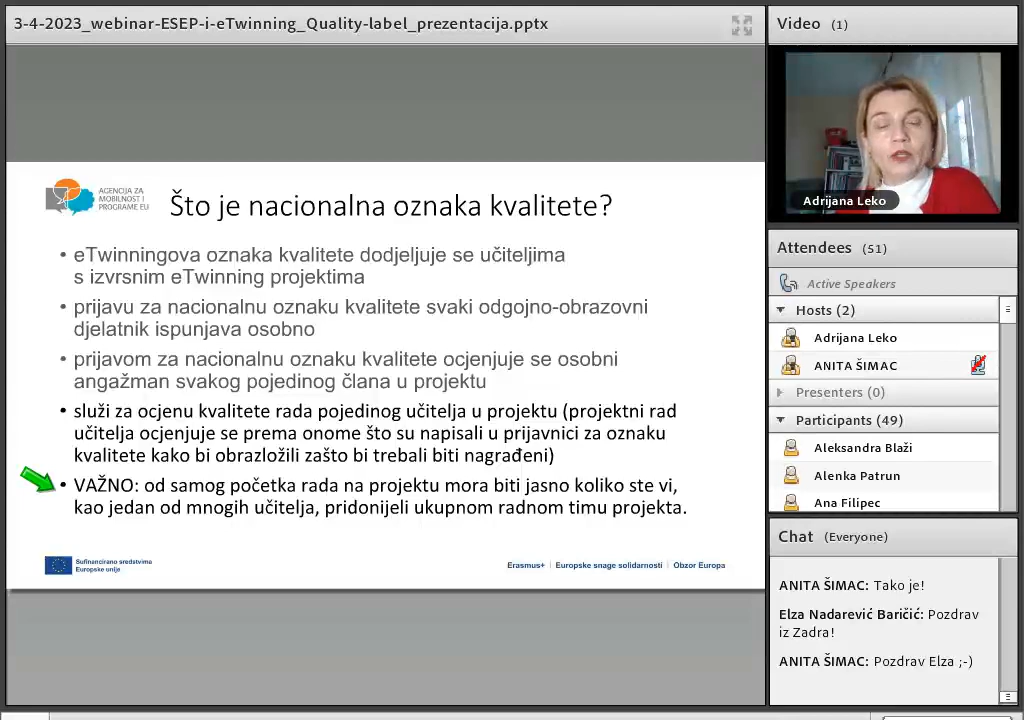 3-4-2023_webinar-ESEP-i-eTwinning_Quality-label_prezentacija.pptx
AGENCIJA ZA
MOBILNOST I
PROGRAME EU
Što je nacionalna oznaka kvalitete?
• eTwinningova oznaka kvalitete dodjeljuje se učiteljima
s izvrsnim eTwinning projektima
• prijavu za nacionalnu oznaku kvalitete svaki odgojno-obrazovni
djelatnik ispunjava osobno
• prijavom za nacionalnu oznaku kvalitete ocjenjuje se osobni
angažman svakog pojedinog člana u projektu
• služi za ocjenu kvalitete rada pojedinog učitelja u projektu (projektni rad
učitelja ocjenjuje se prema onome što su napisali u prijavnici za oznaku
kvalitete kako bi obrazložili zašto bi trebali biti nagrađeni)
• VAŽNO: od samog početka rada na projektu mora biti jasno koliko ste vi,
kao jedan od mnogih učitelja, pridonijeli ukupnom radnom timu projekta.
Sufinancirano sredstvima
Europske unije
Erasmus+ | Europske snage solidarnosti | Obzor Europa
Video (1)
Adrijana Leko
Attendees (51)
Active Speakers
Hosts (2)
Adrijana Leko
ANITA ŠIMAC
Presenters (0)
Participants (49)
Aleksandra Blaži
Alenka Patrun
Ana Filipec
Chat (Everyone)
ANITA ŠIMAC: Tako je!
Elza Nadarević Baričić: Pozdrav
iz Zadra!
ANITA ŠIMAC: Pozdrav Elza ;-)